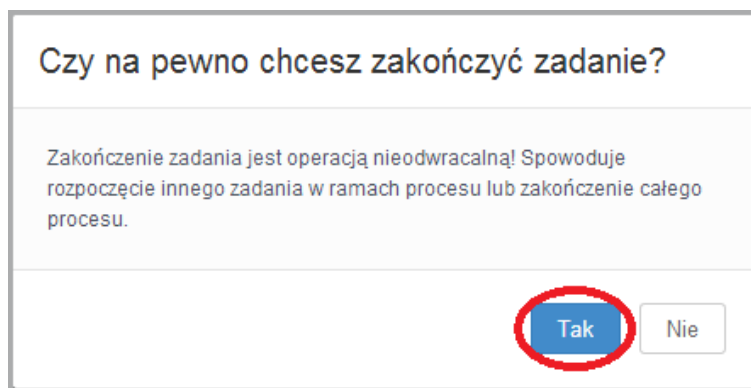 Czy na pewno chcesz zakończyć zadanie?
Zakończenie zadania jest operacją nieodwracalną! Spowoduje
rozpoczęcie innego zadania w ramach procesu lub zakończenie całego
procesu.
Tak Nie